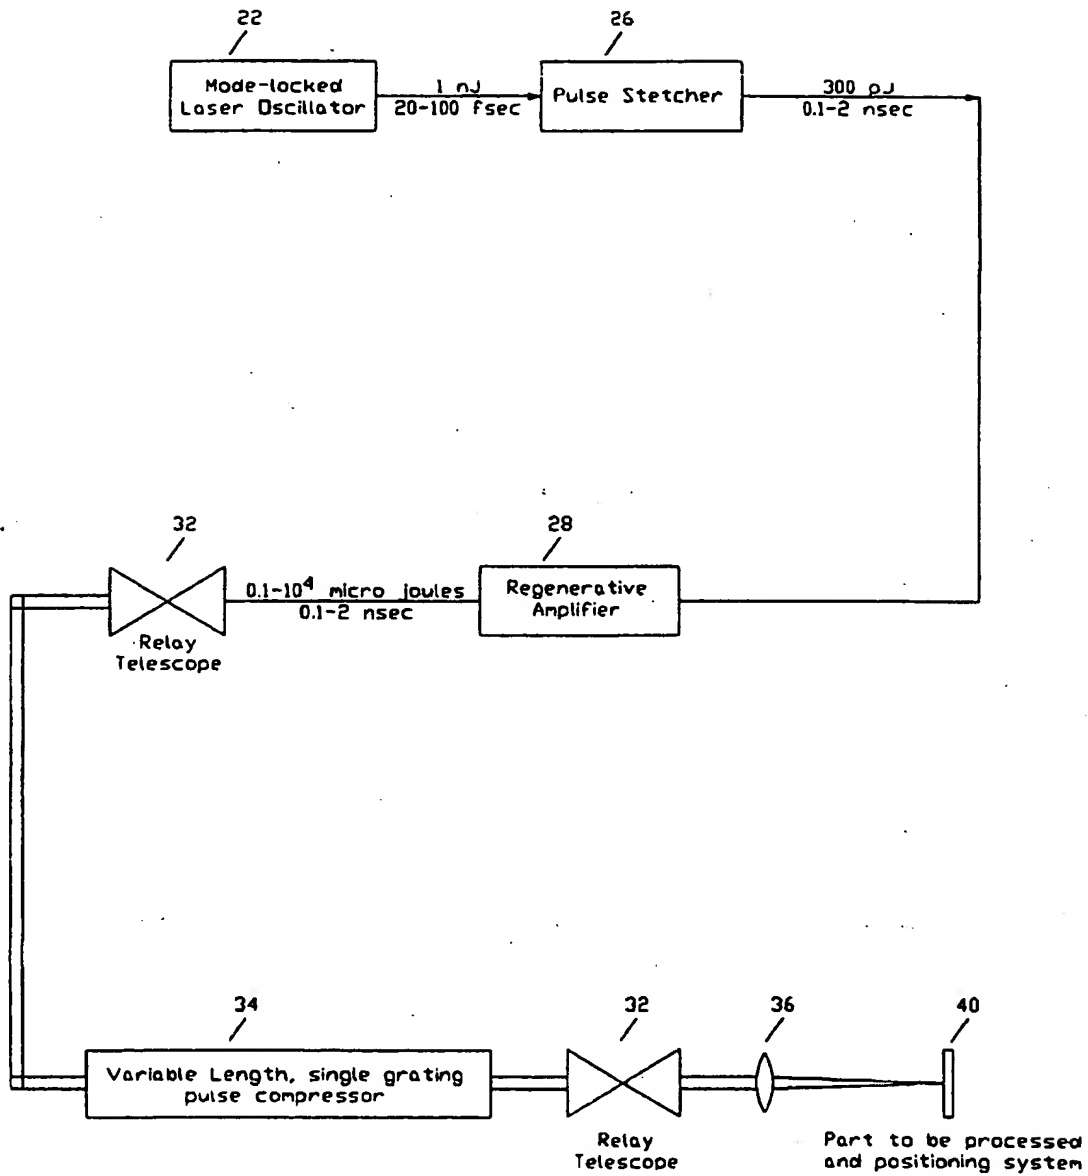 22
26
Mode-locked
Laser Oscillator
1 nJ
20-100 fsec
Pulse Stetcher
300 pJ
0.1-2 nsec
32
28
0.1-10⁴ micro joules
0.1-2 nsec
Regenerative
Amplifier
Relay
Telescope
34
32
36
40
Variable Length, single grating
pulse compressor
Relay
Telescope
Part to be processed
and positioning system